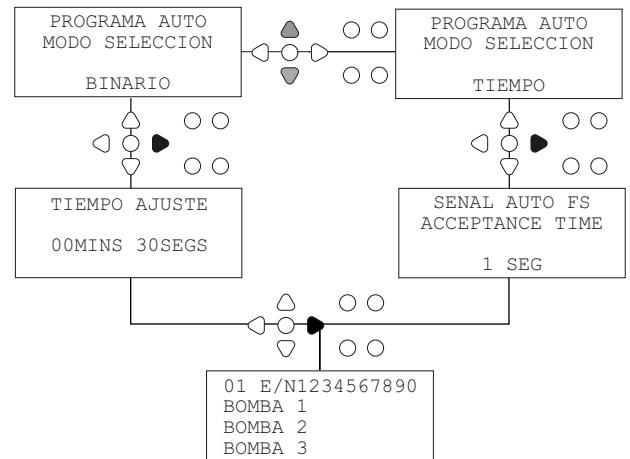 PROGRAMA AUTO
MODO SELECCION
BINARIO
PROGRAMA AUTO
MODO SELECCION
TIEMPO
TIEMPO AJUSTE
00MINS 30SEGS
SENAL AUTO FS
ACCEPTANCE TIME
1 SEG
01 E/N1234567890
BOMBA 1
BOMBA 2
BOMBA 3